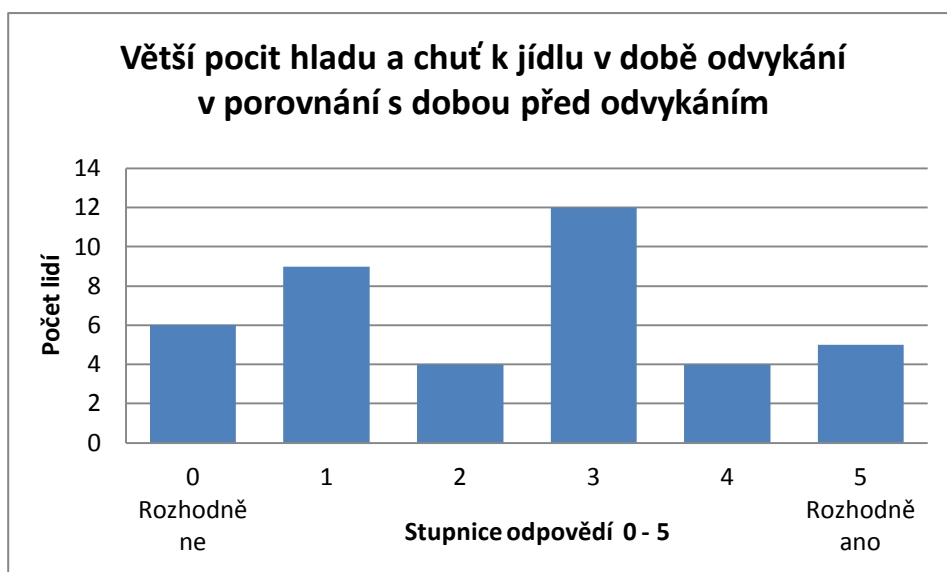 Větší pocit hladu a chuť k jídlu v době odvykání
v porovnání s dobou před odvykáním
Počet lidí
14
12
10
8
6
4
2
0
0 1 2 3 4 5
Rozhodně Rozhodně
ne ano
Stupnice odpovědí 0 - 5